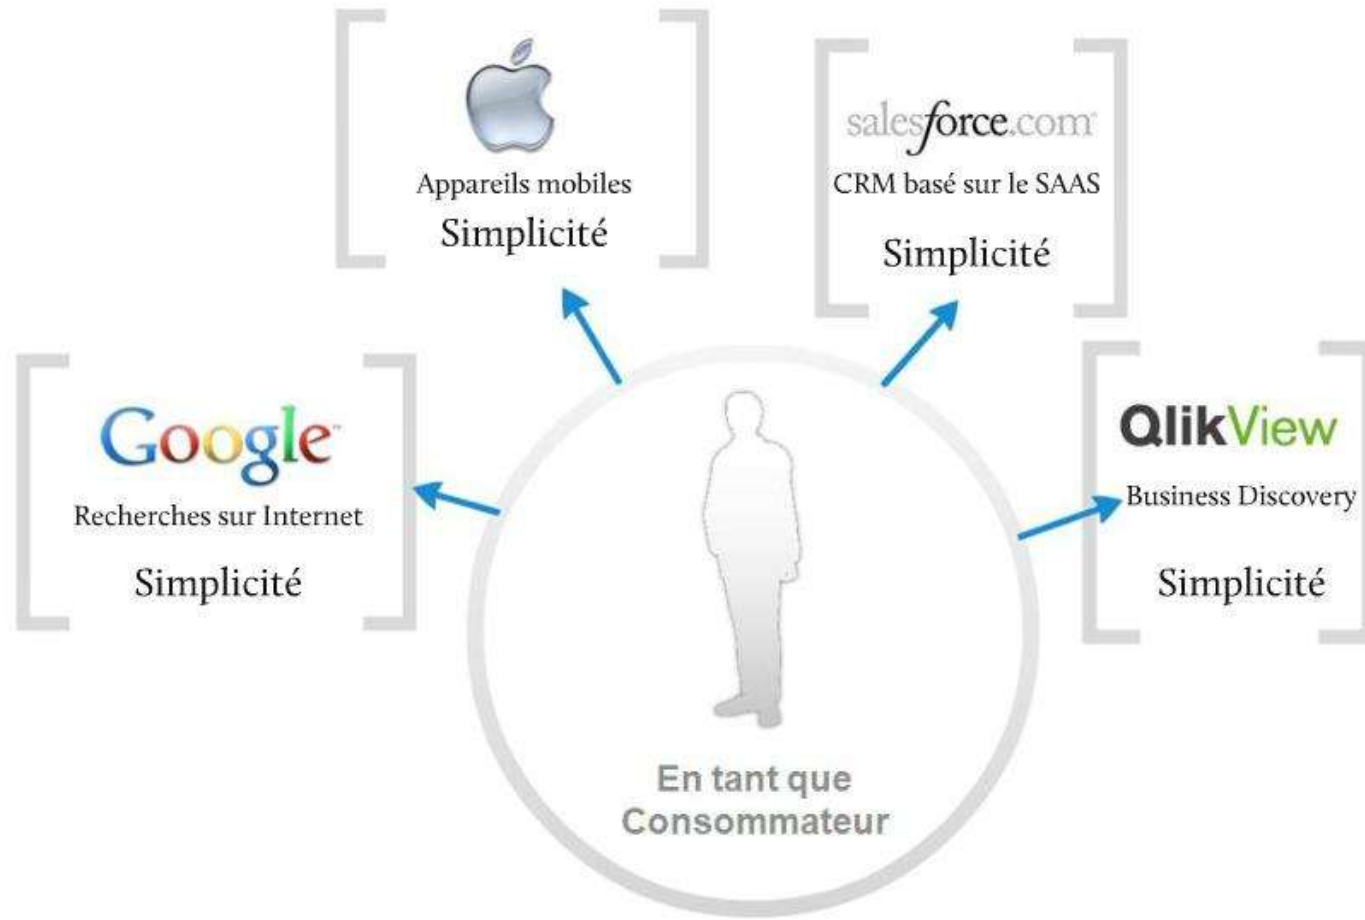 Appareils mobiles
Simplicité
salesforce.com
CRM basé sur le SAAS
Simplicité
Google™
Recherches sur Internet
Simplicité
QlikView
Business Discovery
Simplicité
En tant que
Consommateur